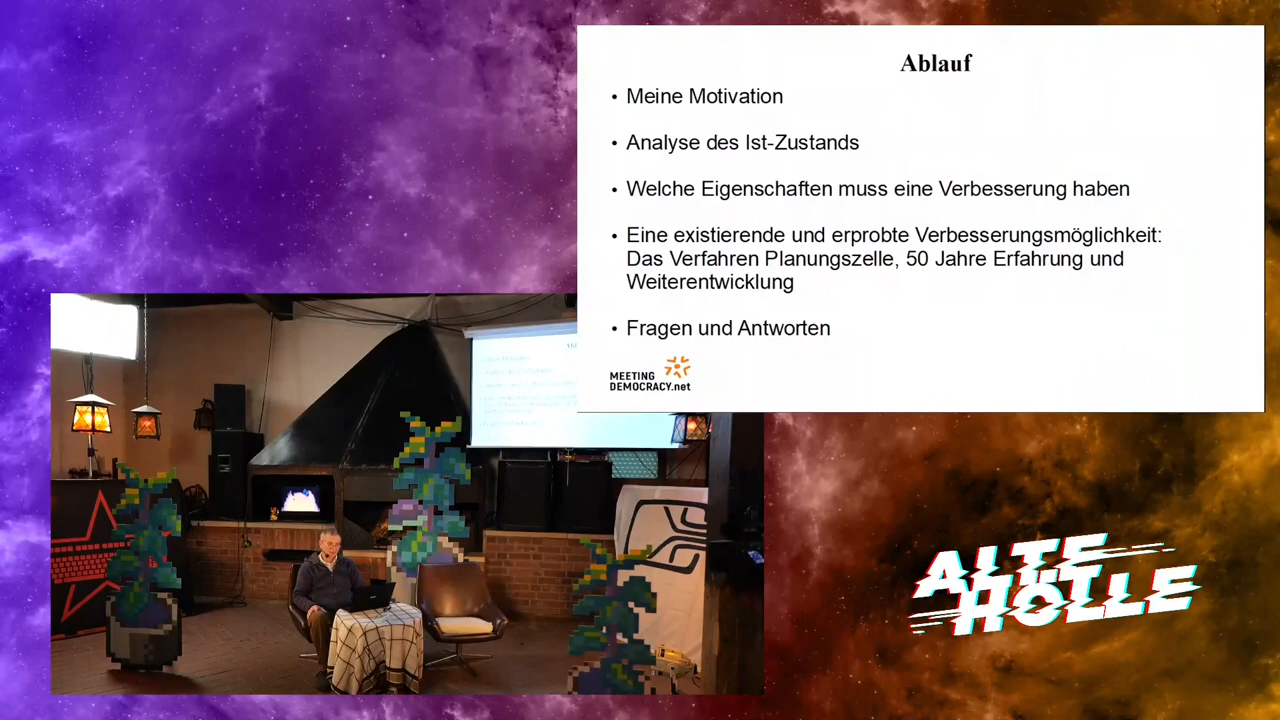 Ablauf
• Meine Motivation
• Analyse des Ist-Zustands
• Welche Eigenschaften muss eine Verbesserung haben
• Eine existierende und erprobte Verbesserungsmöglichkeit:
Das Verfahren Planungszelle, 50 Jahre Erfahrung und
Weiterentwicklung
• Fragen und Antworten
MEETING
DEMOCRACY.net
ALTE
HÖLLE